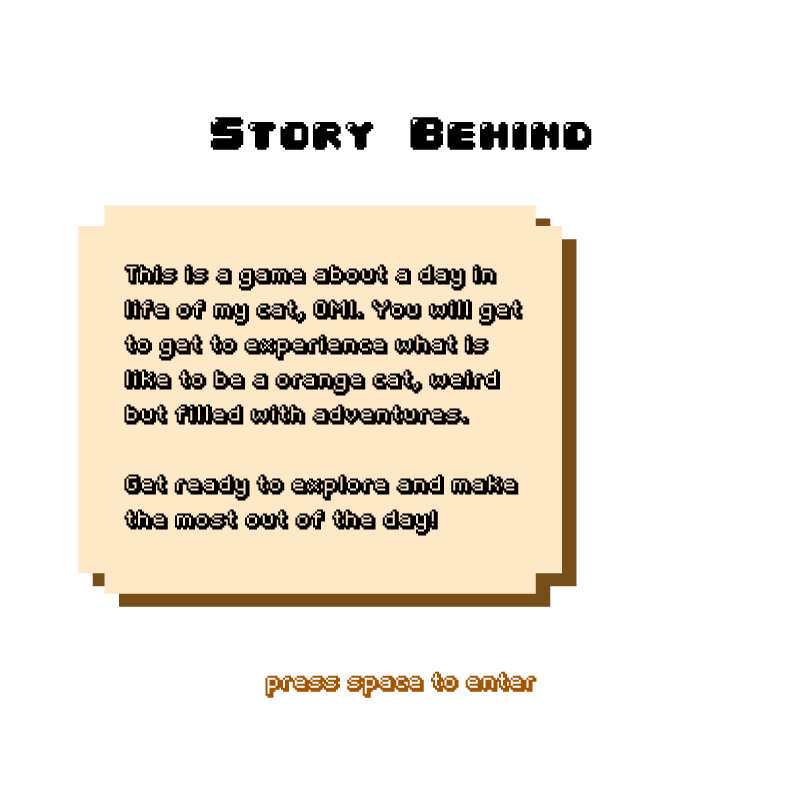 Story Behind
This is a game about a day in
life of my cat, OMI. You will get
to get to experience what is
like to be a orange cat, weird
but filled with adventures.
Get ready to explore and make
the most out of the day!
press space to enter